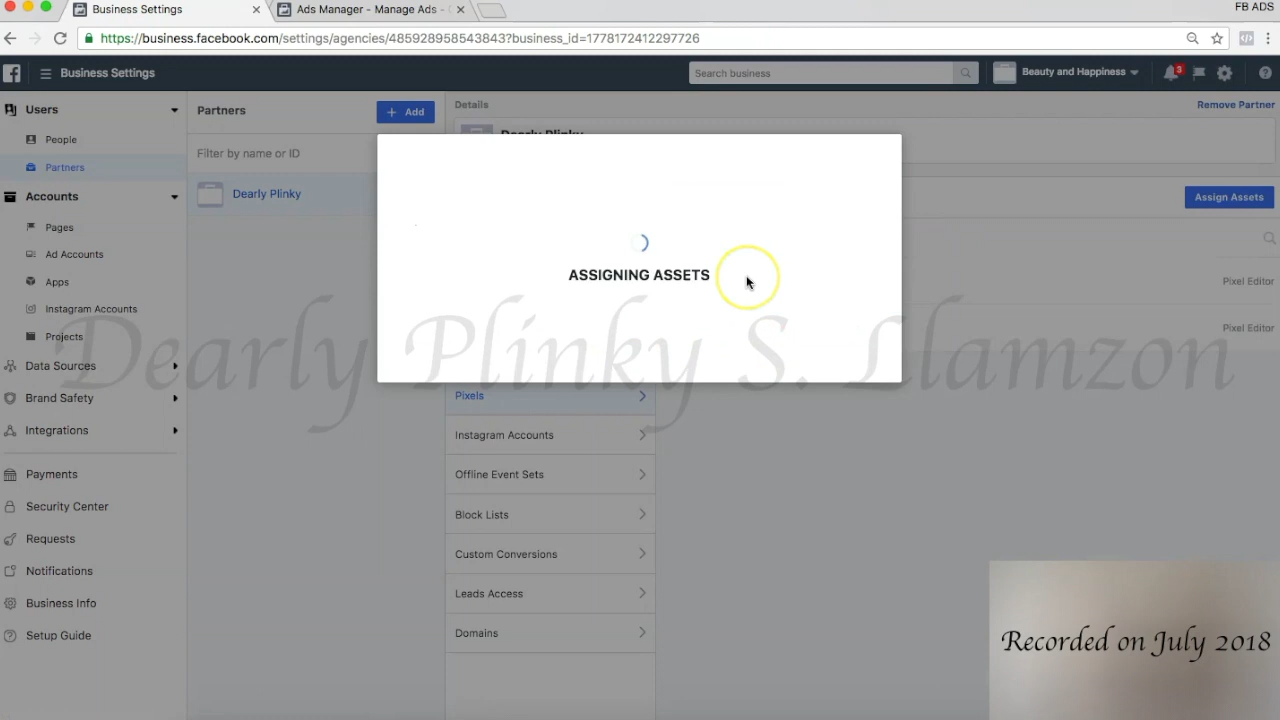 Business Settings
Ads Manager - Manage Ads -
FB ADS
https://business.facebook.com/settings/agencies/485928958543843?business_id=1778172412297726
Business Settings
Search business
Beauty and Happiness
3
Users
People
Partners
Accounts
Pages
Ad Accounts
Apps
Instagram Accounts
Projects
Data Sources
Brand Safety
Integrations
Payments
Security Center
Requests
Notifications
Business Info
Setup Guide
Partners
+ Add
Filter by name or ID
Dearly Plinky
Details
Remove Partner
Dearly Plinky
Assign Assets
Pixel Editor
Pixel Editor
ASSIGNING ASSETS
Pixels
Instagram Accounts
Offline Event Sets
Block Lists
Custom Conversions
Leads Access
Domains
Dearly Plinky S. Llamzon
Recorded on July 2018